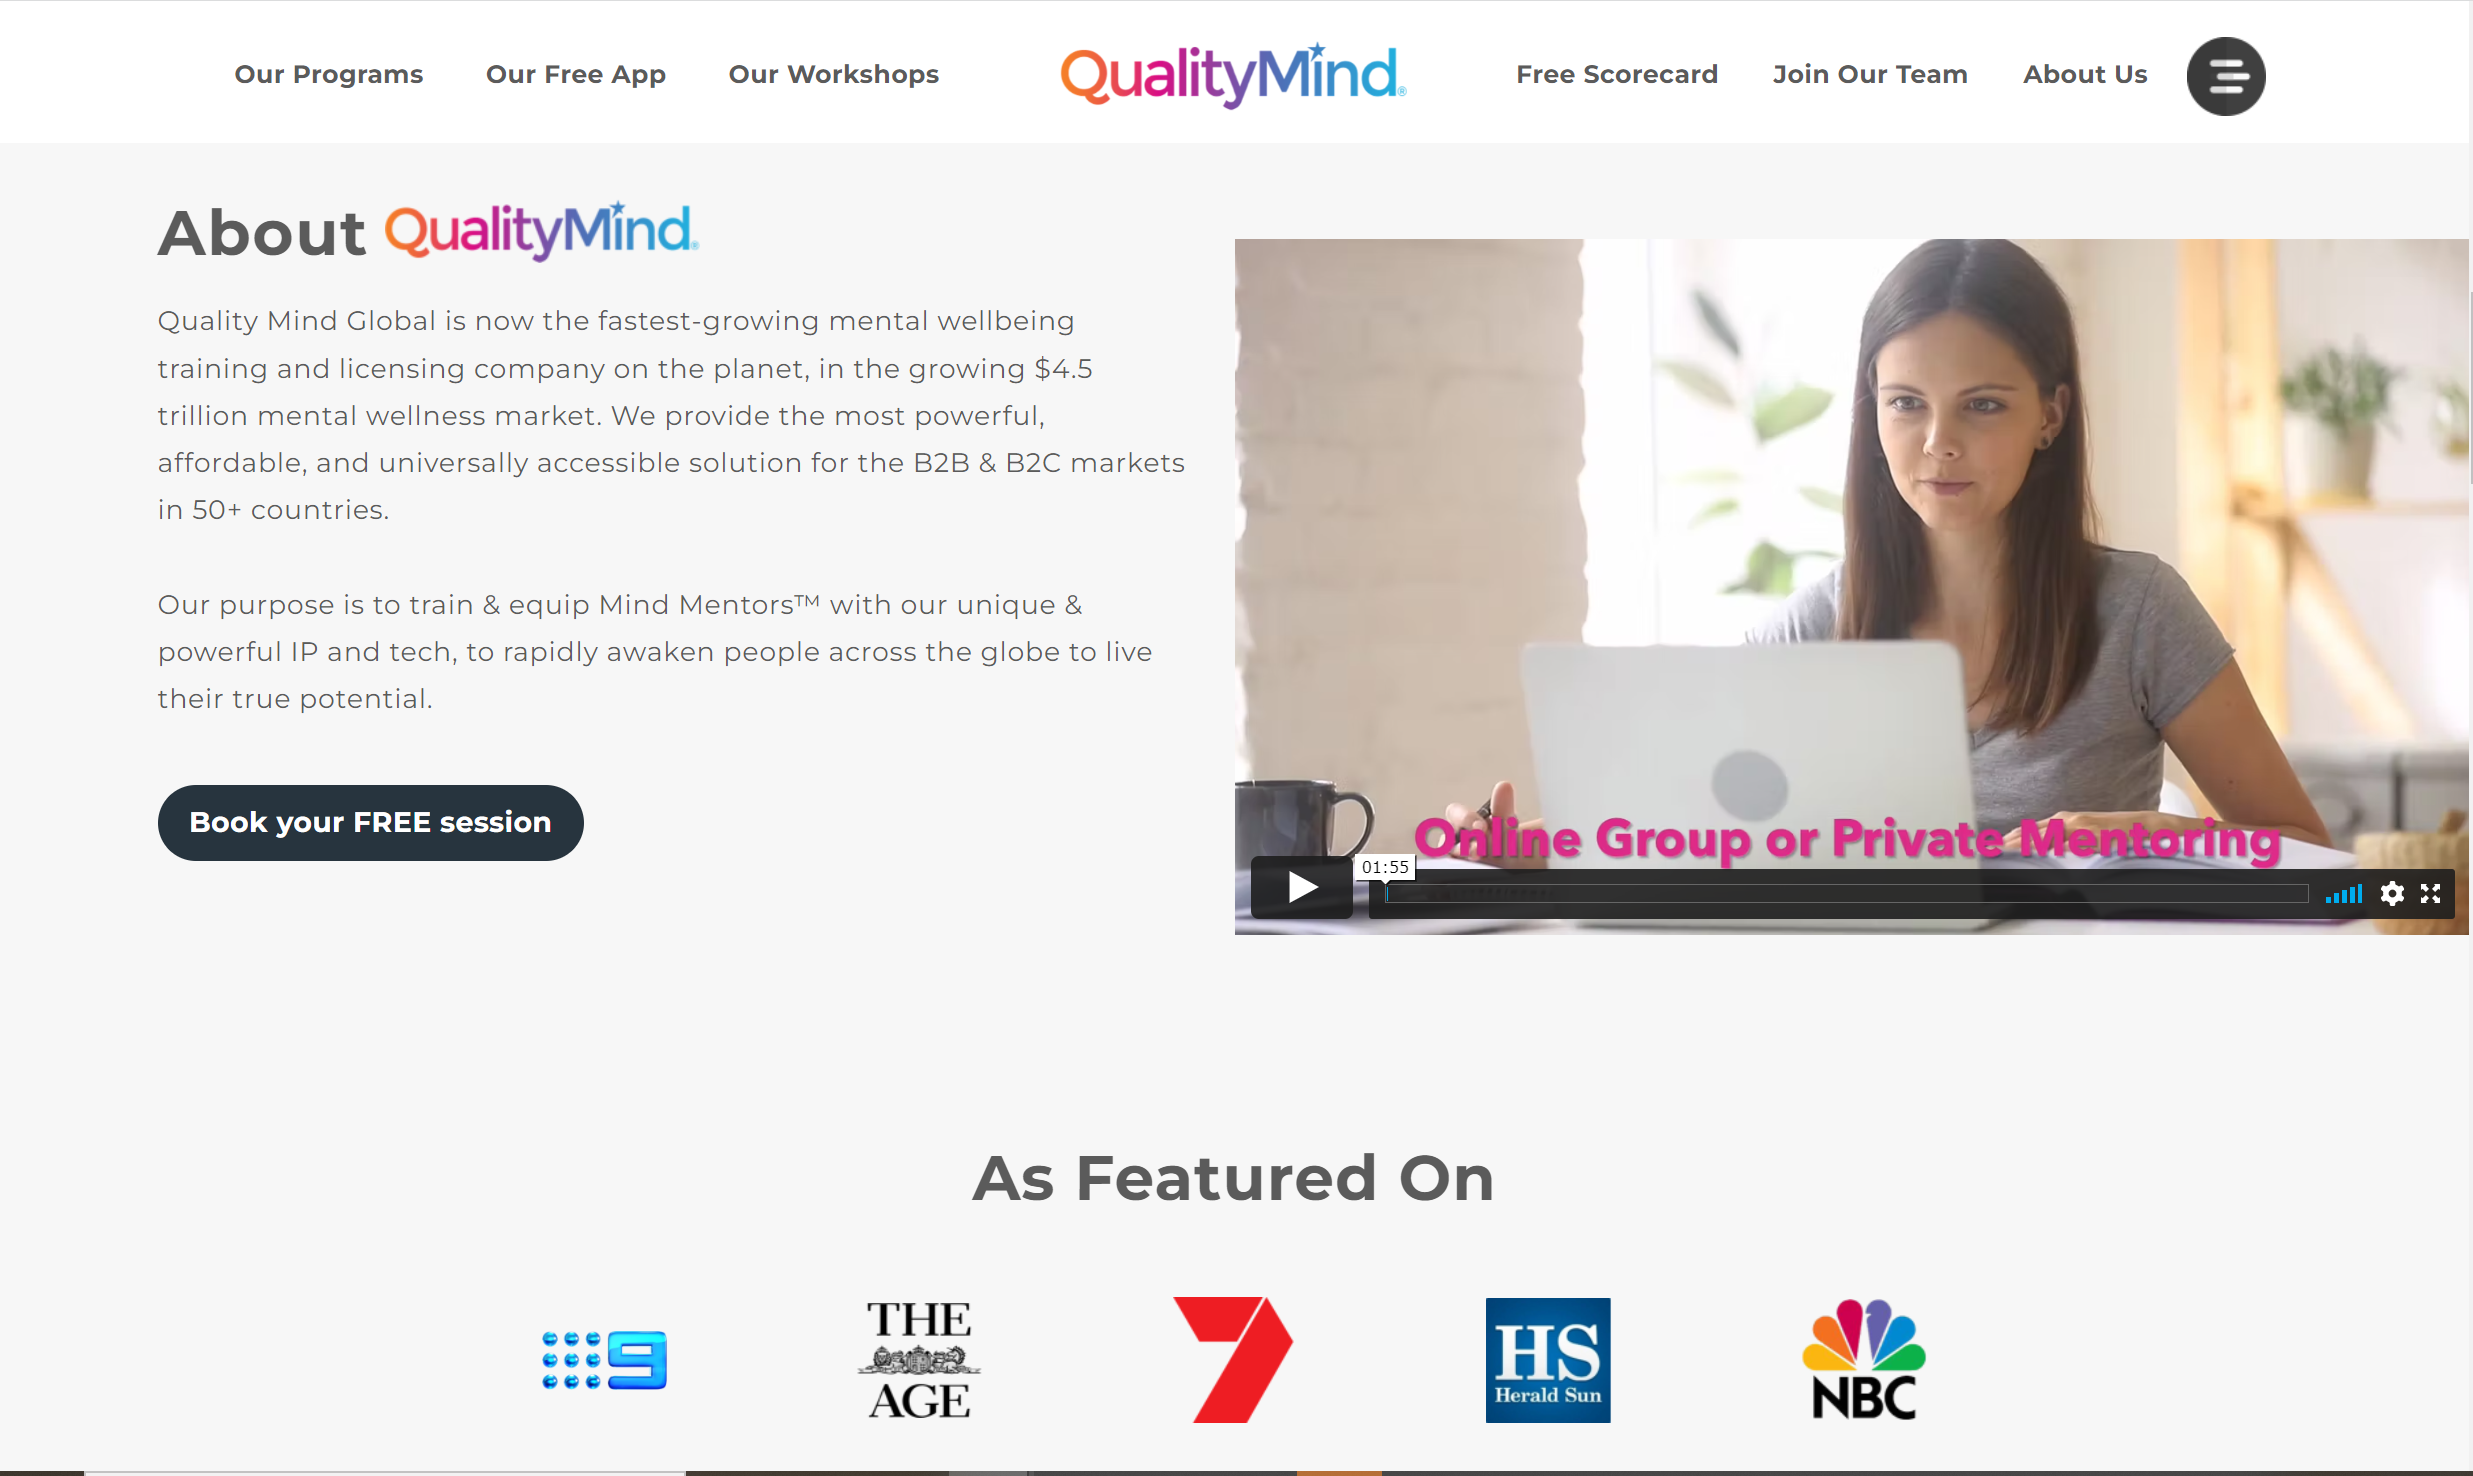 Our Programs
Our Free App
Our Workshops
QualityMind®
Free Scorecard
Join Our Team
About Us
About QualityMind®
Quality Mind Global is now the fastest-growing mental wellbeing
training and licensing company on the planet, in the growing $4.5
trillion mental wellness market. We provide the most powerful,
affordable, and universally accessible solution for the B2B & B2C markets
in 50+ countries.
Our purpose is to train & equip Mind Mentors™ with our unique &
powerful IP and tech, to rapidly awaken people across the globe to live
their true potential.
Book your FREE session
Online Group or Private Mentoring
01:55
As Featured On
9
THE
AGE
7
HS
Herald Sun
NBC